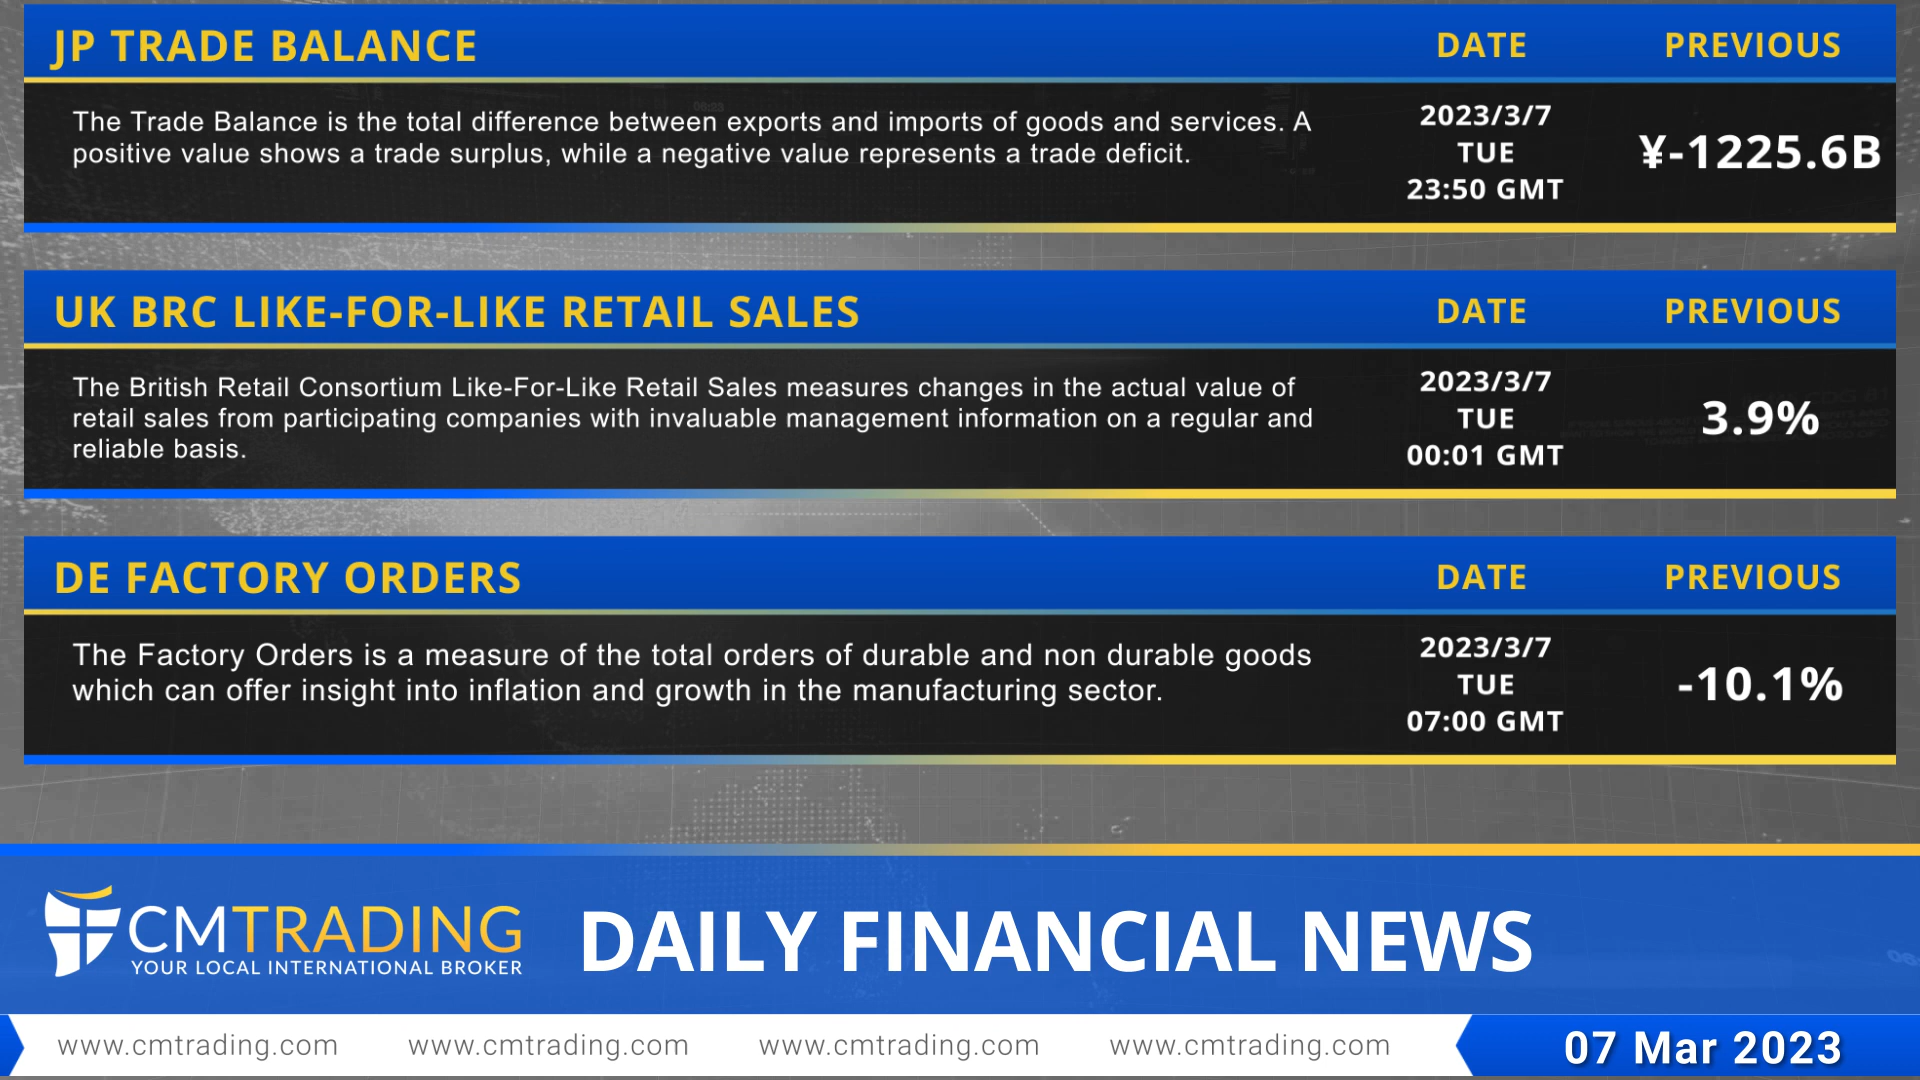 JP TRADE BALANCE
DATE
PREVIOUS
The Trade Balance is the total difference between exports and imports of goods and services. A
positive value shows a trade surplus, while a negative value represents a trade deficit.
2023/3/7
TUE
23:50 GMT
¥-1225.6B
UK BRC LIKE-FOR-LIKE RETAIL SALES
DATE
PREVIOUS
The British Retail Consortium Like-For-Like Retail Sales measures changes in the actual value of
retail sales from participating companies with invaluable management information on a regular and
reliable basis.
2023/3/7
TUE
00:01 GMT
3.9%
DE FACTORY ORDERS
DATE
PREVIOUS
The Factory Orders is a measure of the total orders of durable and non durable goods
which can offer insight into inflation and growth in the manufacturing sector.
2023/3/7
TUE
07:00 GMT
-10.1%
CMTRADING
YOUR LOCAL INTERNATIONAL BROKER
DAILY FINANCIAL NEWS
www.cmtrading.com www.cmtrading.com www.cmtrading.com www.cmtrading.com
07 Mar 2023